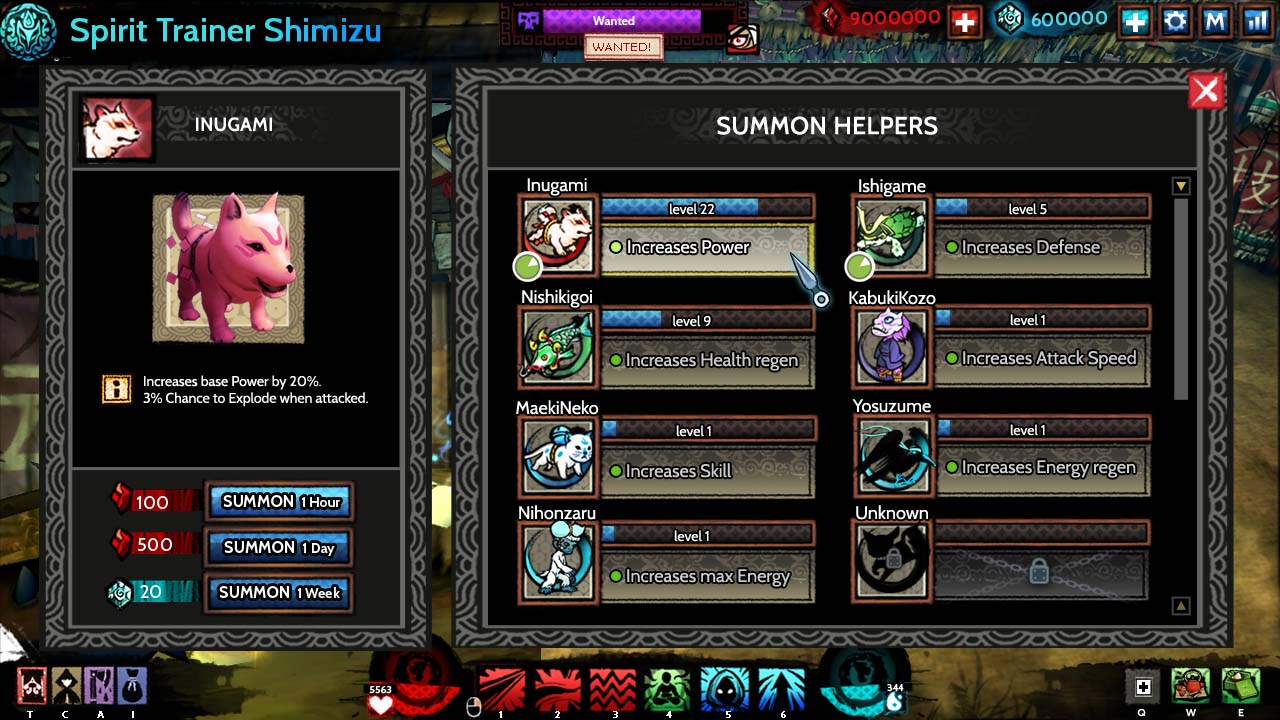 Spirit Trainer Shimizu
Wanted
WANTED!
9000000
600000
M
INUGAMI
Increases base Power by 20%.
3% Chance to Explode when attacked.
100 SUMMON 1 Hour
500 SUMMON 1 Day
20 SUMMON 1 Week
SUMMON HELPERS
Inugami
level 22
Increases Power
Ishigame
level 5
Increases Defense
Nishikigoi
level 9
Increases Health regen
KabukiKozo
level 1
Increases Attack Speed
MaekiNeko
level 1
Increases Skill
Yosuzume
level 1
Increases Energy regen
Nihonzaru
level 1
Increases max Energy
Unknown
技
T C A I
5563
1 2 3 4 5 6
344
Q W E